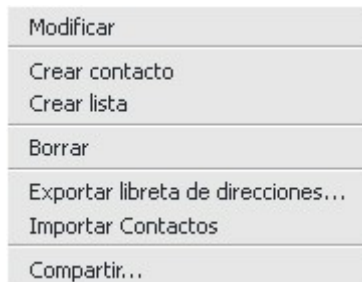 Modificar
Crear contacto
Crear lista
Borrar
Exportar libreta de direcciones...
Importar Contactos
Compartir...